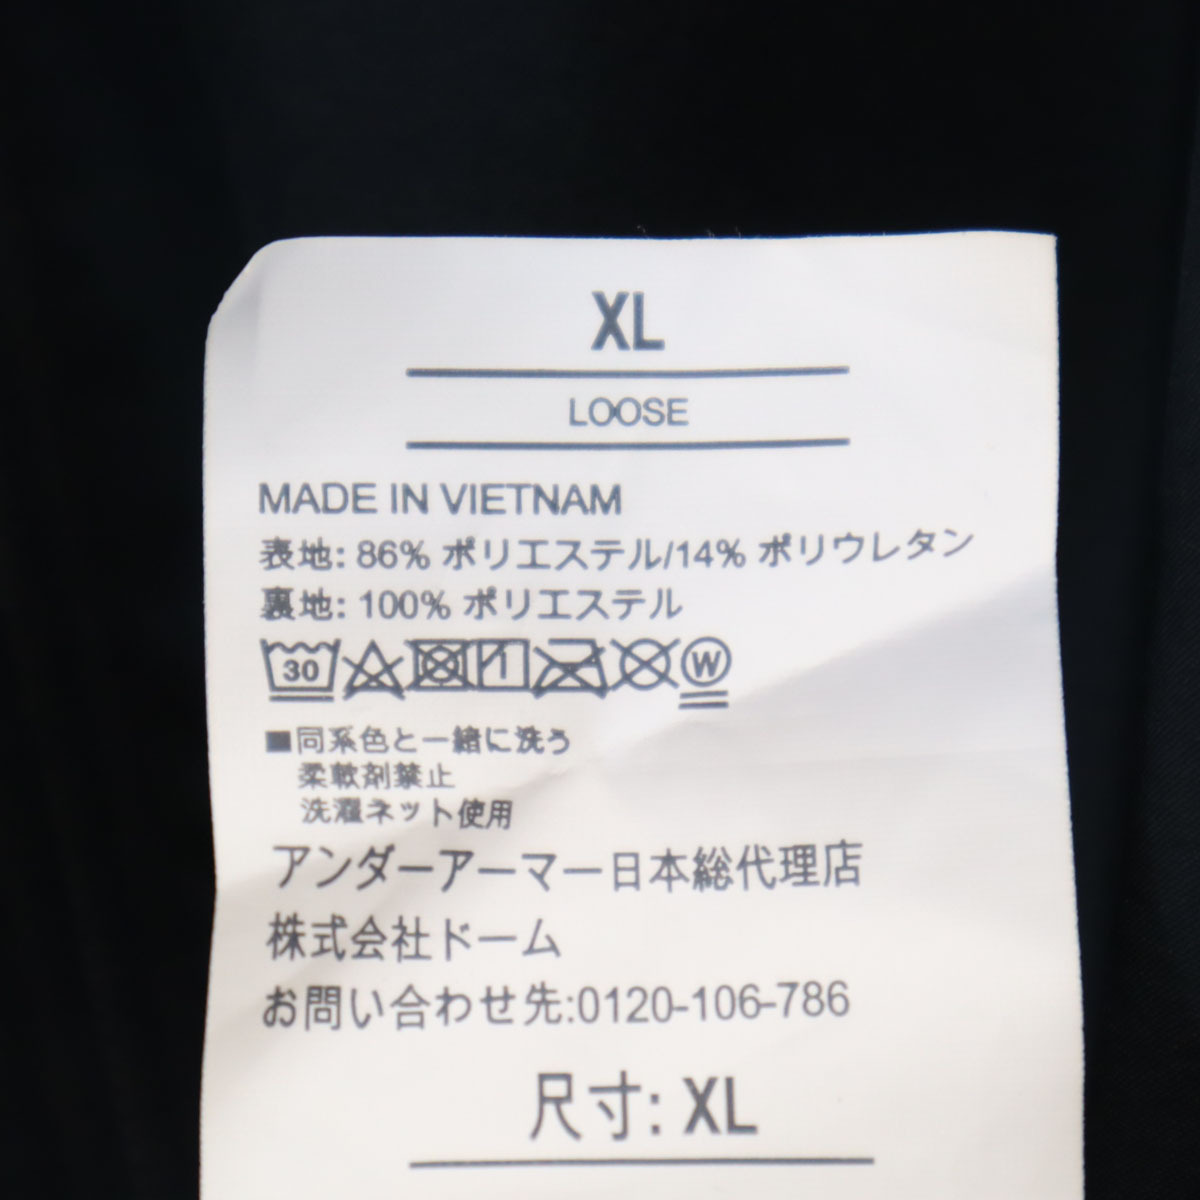 XL
LOOSE
MADE IN VIETNAM
表地: 86% ポリエステル/14% ポリウレタン
裏地: 100% ポリエステル
30 W
■同系色と一緒に洗う
柔軟剤禁止
洗濯ネット使用
アンダーアーマー日本総代理店
株式会社ドーム
お問い合わせ先:0120-106-786
尺寸: XL